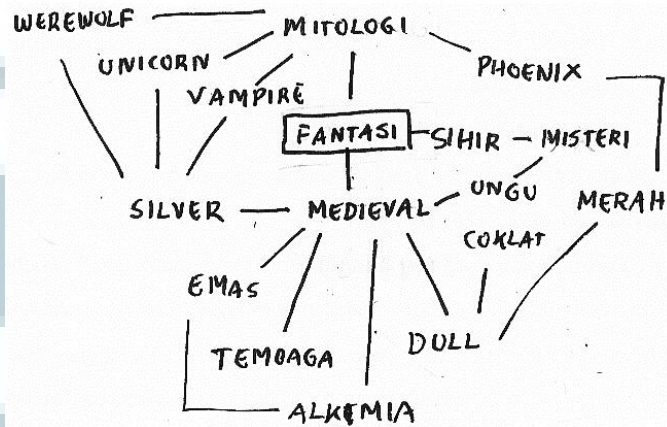 WEREWOLF
MITOLOGI
UNICORN
PHOENIX
VAMPIRE
FANTASI
SIHIR
MISTERI
UNGU
MERAH
SILVER
MEDIEVAL
COKLAT
EMAS
TEMBAGA
DULL
ALKEMIA